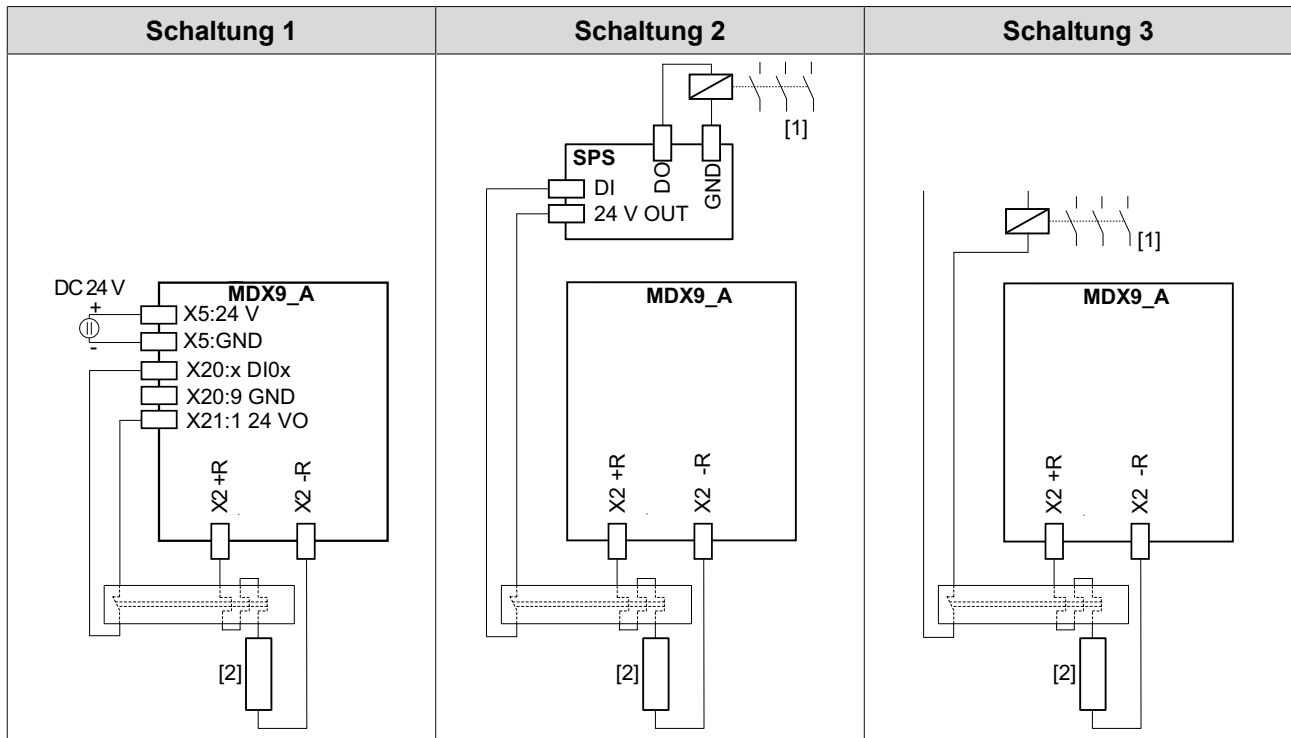 Schaltung 1
Schaltung 2
Schaltung 3
DC 24 V
+
-
MDX9_A
X5:24 V
X5:GND
X20:x DI0x
X20:9 GND
X21:1 24 VO
X2 +R
X2 -R
[2]
[1]
SPS
DO
GND
DI
24 V OUT
MDX9_A
X2 +R
X2 -R
[2]
[1]
MDX9_A
X2 +R
X2 -R
[2]